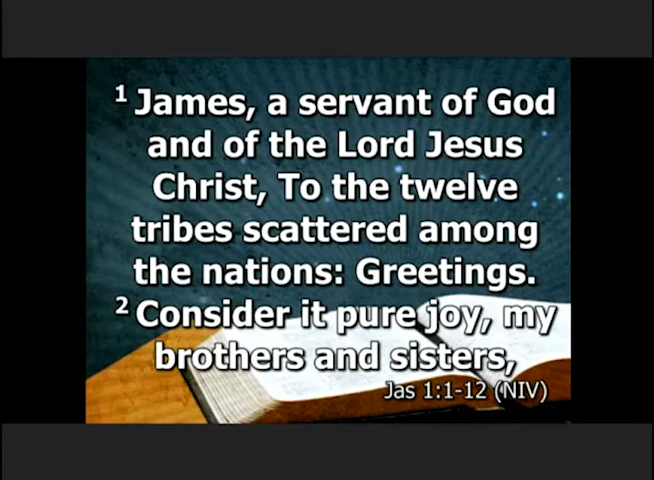 1 James, a servant of God
and of the Lord Jesus
Christ, To the twelve
tribes scattered among
the nations: Greetings.
2 Consider it pure joy, my
brothers and sisters,
Jas 1:1-12 (NIV)